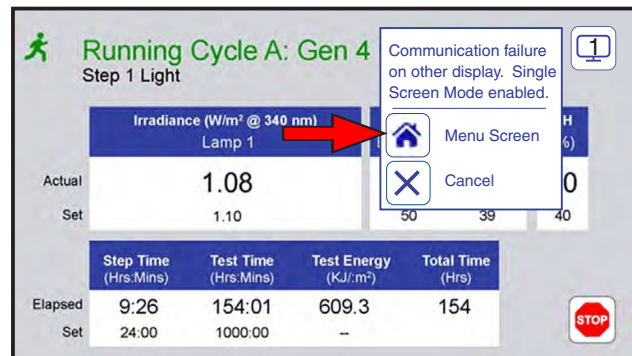 Running Cycle A: Gen 4
Step 1 Light
Communication failure
on other display. Single
Screen Mode enabled.
Menu Screen
Cancel
1
Irradiance (W/m² @ 340 nm)
Lamp 1
H
%)
Actual
1.08
0
Set
1.10
50
39
40
Step Time
(Hrs:Mins)
Test Time
(Hrs:Mins)
Test Energy
(KJ/:m²)
Total Time
(Hrs)
Elapsed
9:26
154:01
609.3
154
Set
24:00
1000:00
--
STOP